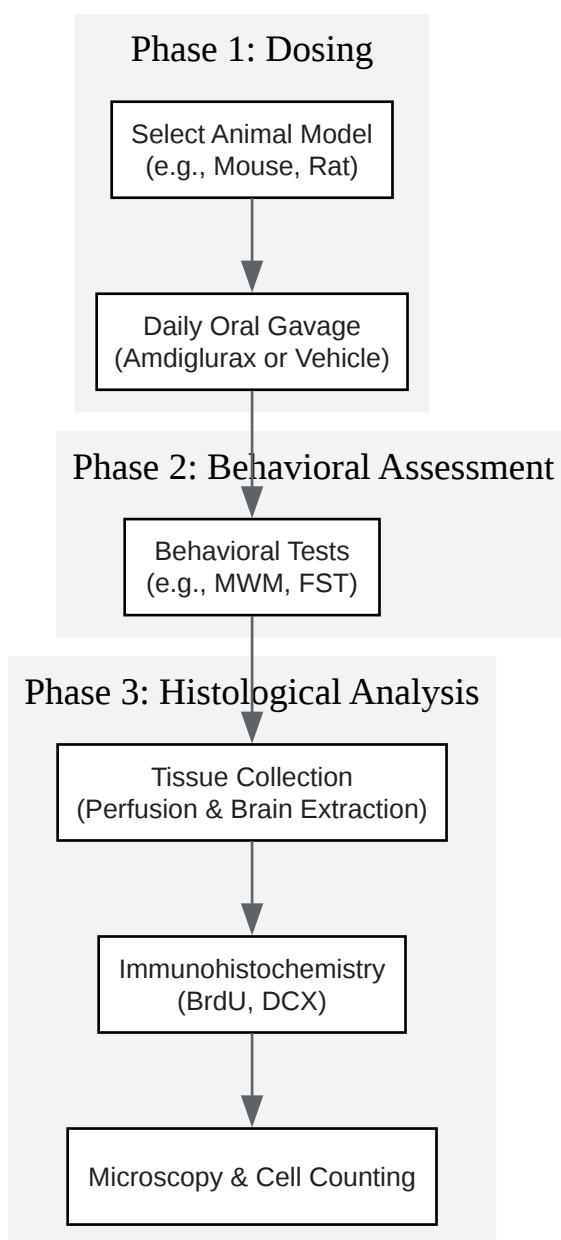 Phase 1: Dosing
Select Animal Model
(e.g., Mouse, Rat)
Daily Oral Gavage
(Amdiglurax or Vehicle)
Phase 2: Behavioral Assessment
Behavioral Tests
(e.g., MWM, FST)
Phase 3: Histological Analysis
Tissue Collection
(Perfusion & Brain Extraction)
Immunohistochemistry
(BrdU, DCX)
Microscopy & Cell Counting